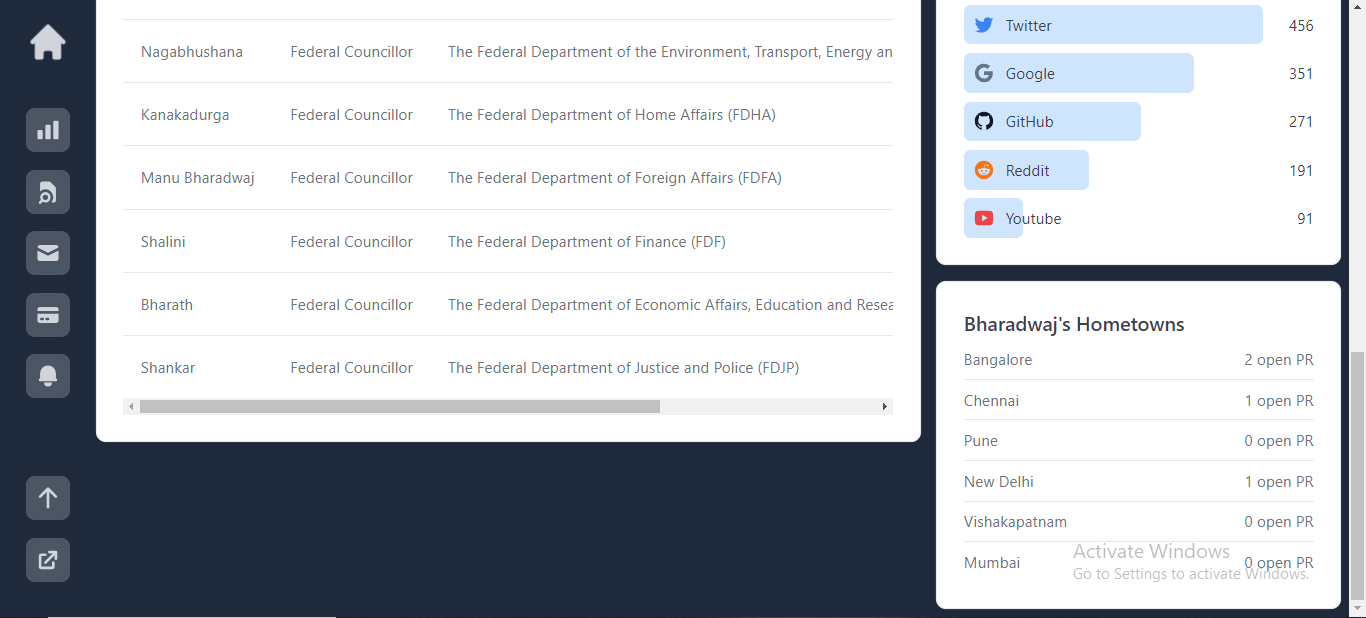 Nagabhushana Federal Councillor The Federal Department of the Environment, Transport, Energy an
Kanakadurga Federal Councillor The Federal Department of Home Affairs (FDHA)
Manu Bharadwaj Federal Councillor The Federal Department of Foreign Affairs (FDFA)
Shalini Federal Councillor The Federal Department of Finance (FDF)
Bharath Federal Councillor The Federal Department of Economic Affairs, Education and Resea
Shankar Federal Councillor The Federal Department of Justice and Police (FDJP)
Twitter 456
Google 351
GitHub 271
Reddit 191
Youtube 91
Bharadwaj's Hometowns
Bangalore 2 open PR
Chennai 1 open PR
Pune 0 open PR
New Delhi 1 open PR
Vishakapatnam 0 open PR
Activate Windows
Mumbai 0 open PR
Go to Settings to activate Windows.